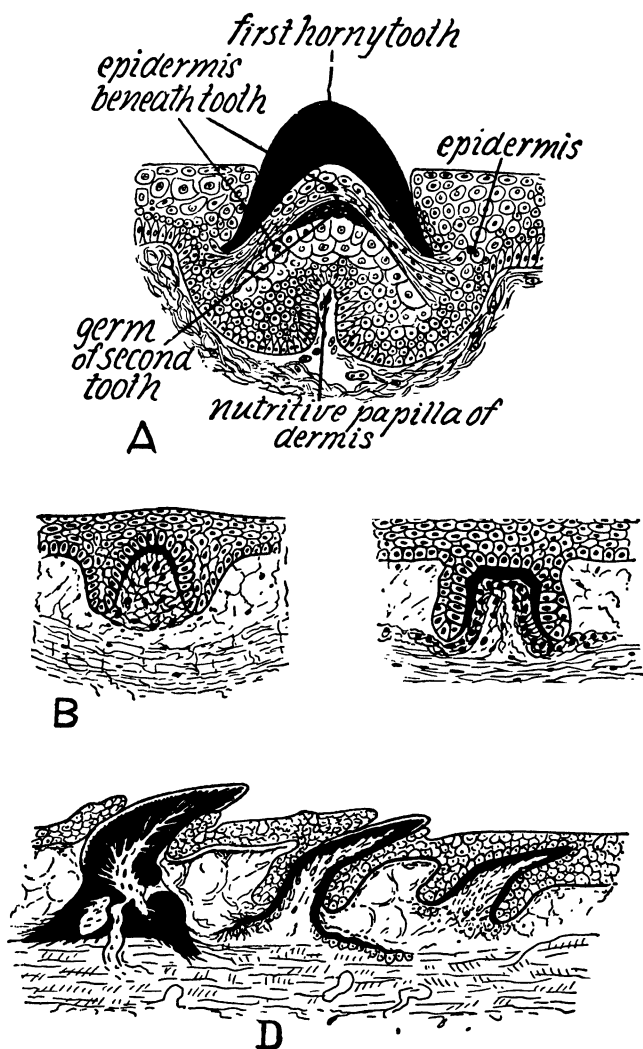 first horny tooth
epidermis
beneath tooth
epidermis
germ
of second
tooth
nutritive papilla of
dermis
A
B
D